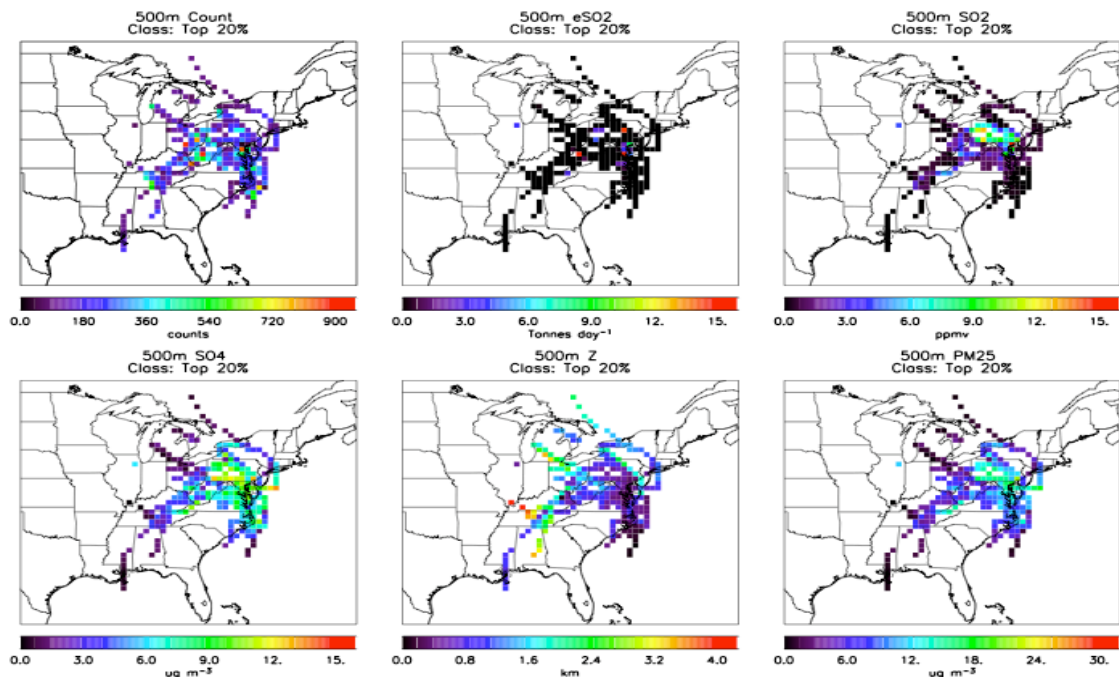 500m Count
Class: Top 20%
500m eSO2
Class: Top 20%
500m SO2
Class: Top 20%
0.0 180 360 540 720 900
counts
0.0 3.0 6.0 9.0 12. 15.
Tonnes day⁻¹
0.0 3.0 6.0 9.0 12. 15.
ppmv
500m SO4
Class: Top 20%
500m Z
Class: Top 20%
500m PM25
Class: Top 20%
0.0 3.0 6.0 9.0 12. 15.
ug m⁻³
0.0 0.8 1.6 2.4 3.2 4.0
km
0.0 6.0 12. 18. 24. 30.
ug m⁻³